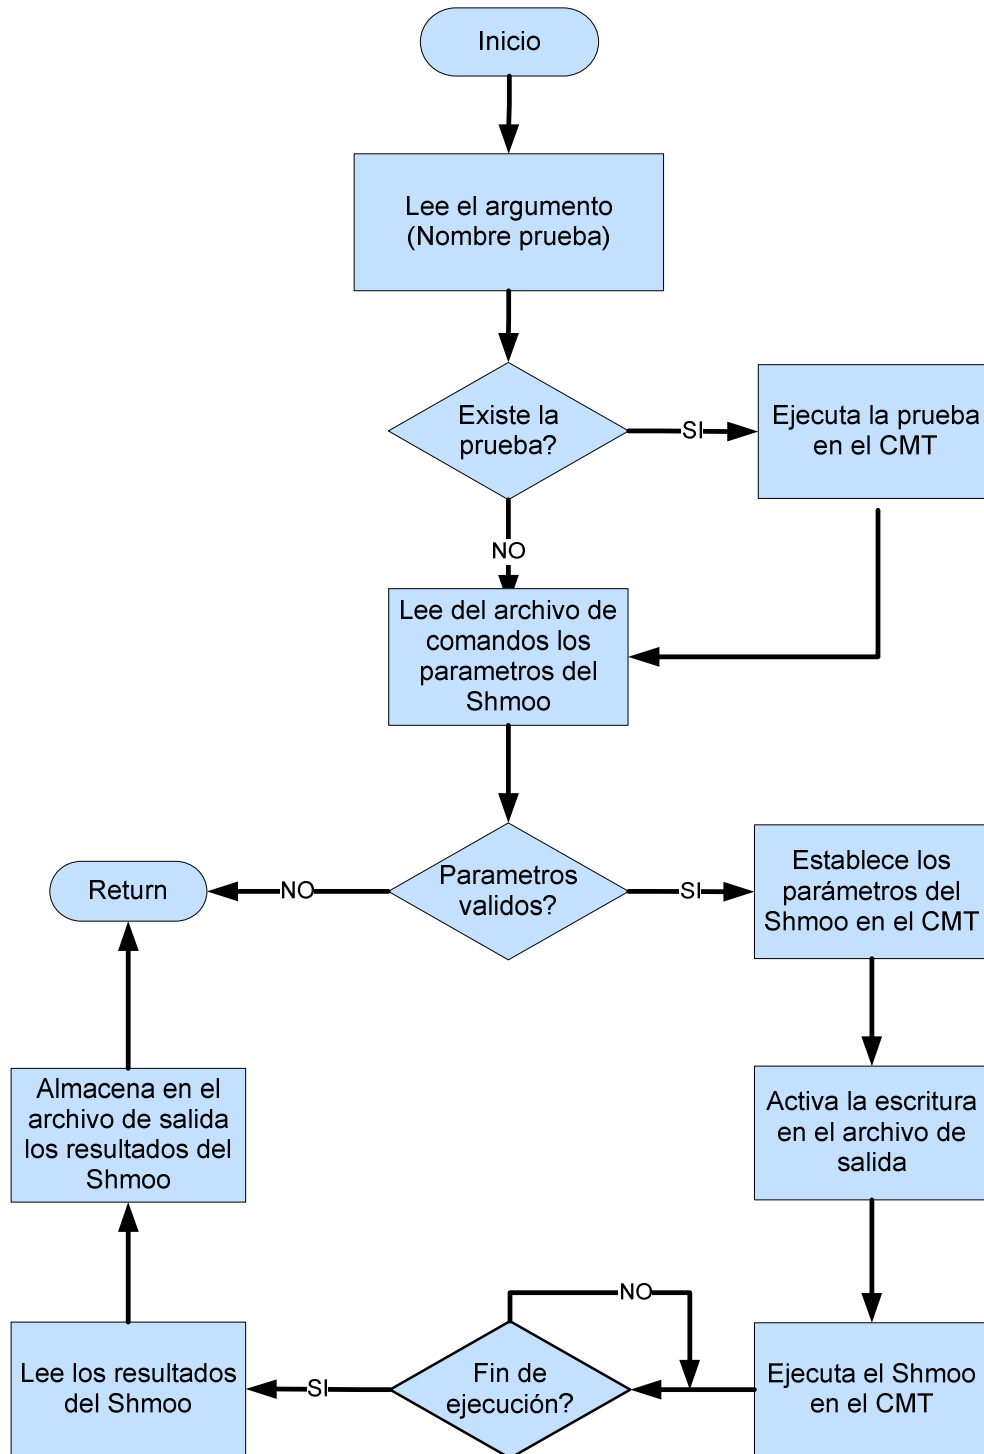 Inicio
Lee el argumento
(Nombre prueba)
Existe la
prueba?
SI
Ejecuta la prueba
en el CMT
NO
Lee del archivo de
comandos los
parametros del
Shmoo
Parametros
validos?
NO
Return
SI
Establece los
parámetros del
Shmoo en el CMT
Activa la escritura
en el archivo de
salida
Almacena en el
archivo de salida
los resultados del
Shmoo
NO
Ejecuta el Shmoo
en el CMT
Fin de
ejecución?
SI
Lee los resultados
del Shmoo